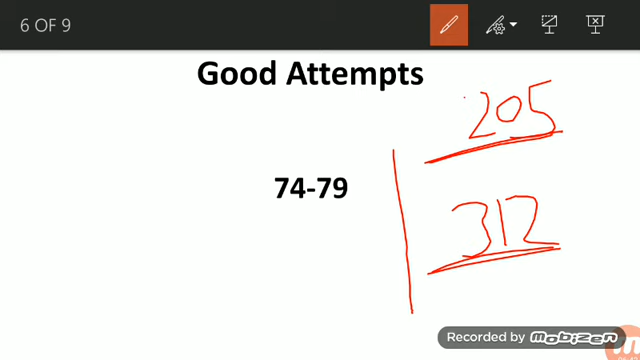 6 OF 9
Good Attempts
205
74-79
312
Recorded by
MOBIZEN